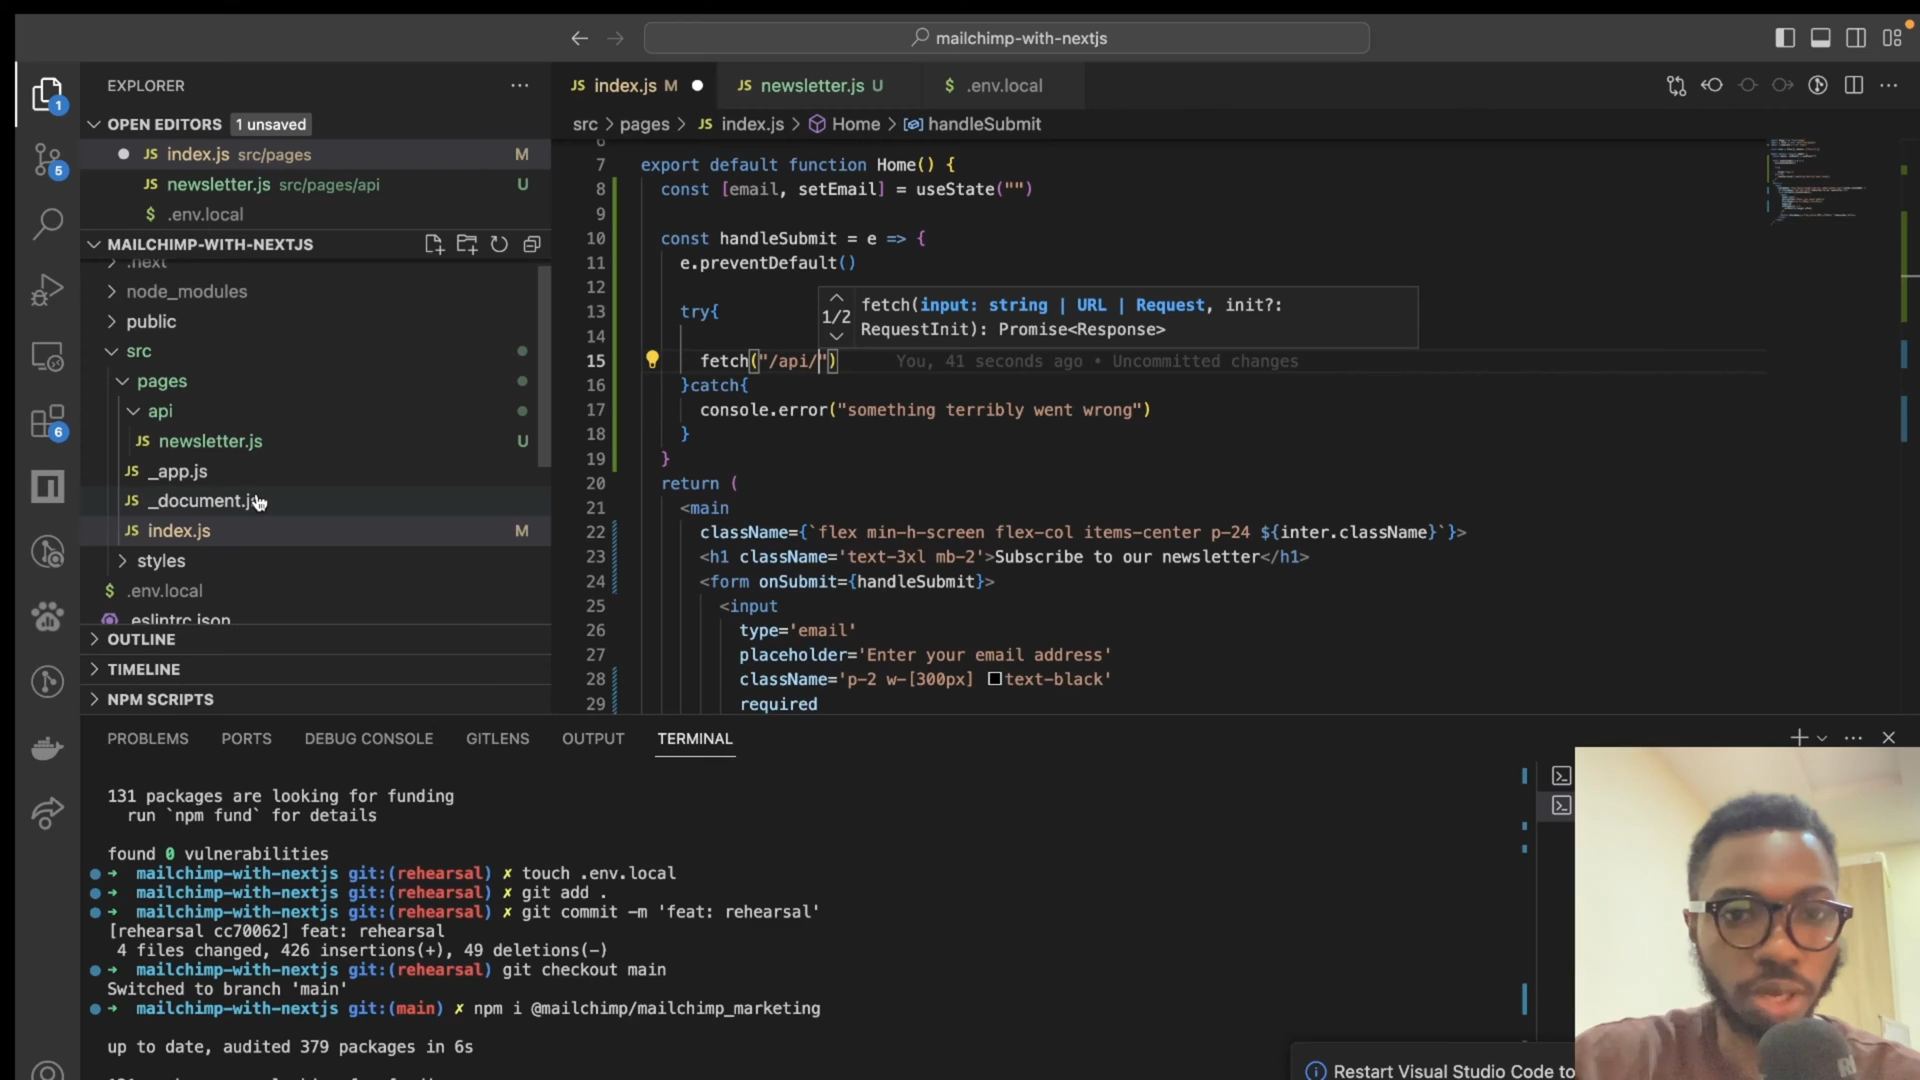 mailchimp-with-nextjs
EXPLORER
OPEN EDITORS 1 unsaved
JS index.js src/pages M
JS newsletter.js src/pages/api U
$ .env.local
MAILCHIMP-WITH-NEXTJS
.next
node_modules
public
src
pages
api
JS newsletter.js U
JS _app.js
JS _document.js
JS index.js M
styles
$ .env.local
.eslintrc.json
OUTLINE
TIMELINE
NPM SCRIPTS
1
5
6
JS index.js M
JS newsletter.js U
$ .env.local
src > pages > JS index.js > Home > handleSubmit
6
7 export default function Home() {
8 const [email, setEmail] = useState("")
9
10 const handleSubmit = e => {
11 e.preventDefault()
12
13 try{
14
1/2 fetch(input: string | URL | Request, init?:
RequestInit): Promise<Response>
15 fetch("/api/") You, 41 seconds ago • Uncommitted changes
16 }catch{
17 console.error("something terribly went wrong")
18 }
19 }
20 return (
21 <main
22 className={`flex min-h-screen flex-col items-center p-24 ${inter.className}`}>
23 <h1 className='text-3xl mb-2'>Subscribe to our newsletter</h1>
24 <form onSubmit={handleSubmit}>
25 <input
26 type='email'
27 placeholder='Enter your email address'
28 className='p-2 w-[300px] text-black'
29 required
PROBLEMS PORTS DEBUG CONSOLE GITLENS OUTPUT TERMINAL
131 packages are looking for funding
run `npm fund` for details
found 0 vulnerabilities
➜ mailchimp-with-nextjs git:(rehearsal) ✗ touch .env.local
➜ mailchimp-with-nextjs git:(rehearsal) ✗ git add .
➜ mailchimp-with-nextjs git:(rehearsal) ✗ git commit -m 'feat: rehearsal'
[rehearsal cc70062] feat: rehearsal
4 files changed, 426 insertions(+), 49 deletions(-)
➜ mailchimp-with-nextjs git:(rehearsal) git checkout main
Switched to branch 'main'
➜ mailchimp-with-nextjs git:(main) ✗ npm i @mailchimp/mailchimp_marketing
up to date, audited 379 packages in 6s
Restart Visual Studio Code to